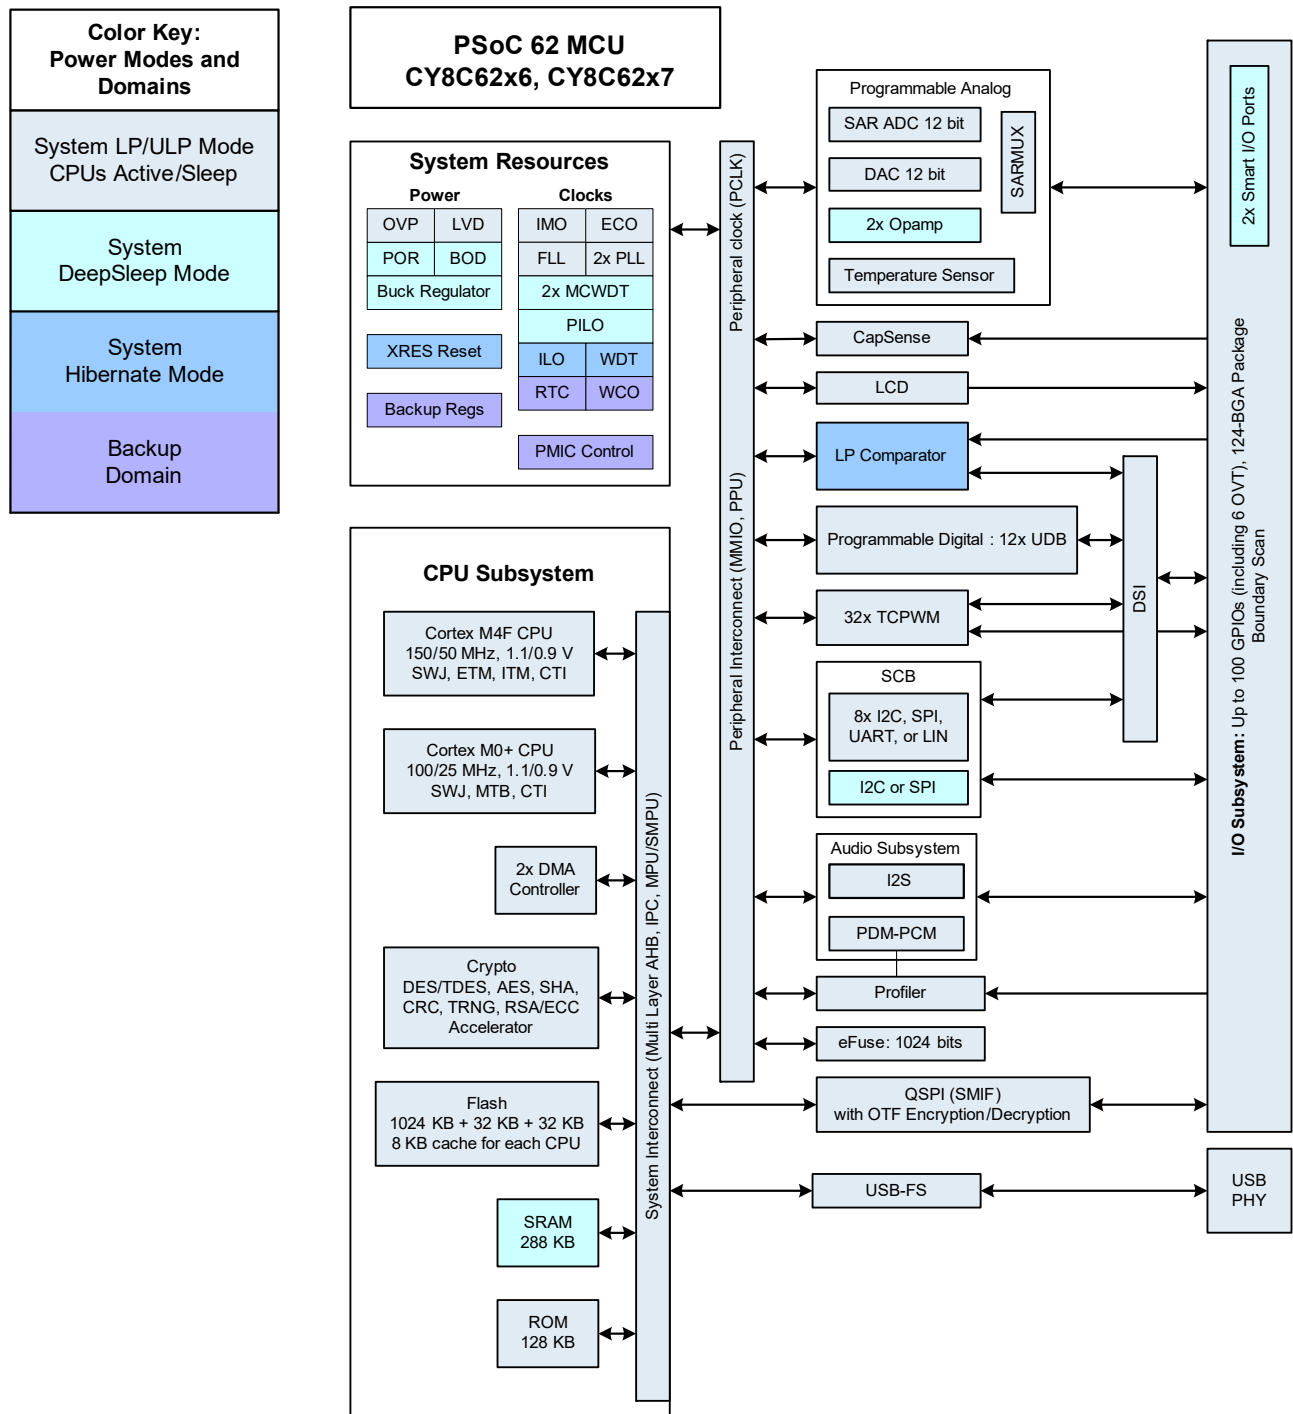 Color Key:
Power Modes and
Domains
System LP/ULP Mode
CPUs Active/Sleep
System
DeepSleep Mode
System
Hibernate Mode
Backup
Domain
PSoC 62 MCU
CY8C62x6, CY8C62x7
System Resources
Power
Clocks
OVP
LVD
IMO
ECO
POR
BOD
FLL
2x PLL
Buck Regulator
2x MCWDT
PILO
XRES Reset
ILO
WDT
RTC
WCO
Backup Regs
PMIC Control
CPU Subsystem
Cortex M4F CPU
150/50 MHz, 1.1/0.9 V
SWJ, ETM, ITM, CTI
Cortex M0+ CPU
100/25 MHz, 1.1/0.9 V
SWJ, MTB, CTI
2x DMA
Controller
Crypto
DES/TDES, AES, SHA,
CRC, TRNG, RSA/ECC
Accelerator
Flash
1024 KB + 32 KB + 32 KB
8 KB cache for each CPU
SRAM
288 KB
ROM
128 KB
System Interconnect (Multi Layer AHB, IPC, MPU/SMPU)
Peripheral clock (PCLK)
Peripheral Interconnect (MMIO, PPU)
Programmable Analog
SAR ADC 12 bit
DAC 12 bit
2x Opamp
Temperature Sensor
SARMUX
CapSense
LCD
LP Comparator
Programmable Digital : 12x UDB
32x TCPWM
SCB
8x I2C, SPI,
UART, or LIN
I2C or SPI
DSI
Audio Subsystem
I2S
PDM-PCM
Profiler
eFuse: 1024 bits
QSPI (SMIF)
with OTF Encryption/Decryption
USB-FS
2x Smart I/O Ports
I/O Subsystem: Up to 100 GPIOs (including 6 OVT), 124-BGA Package
Boundary Scan
USB
PHY